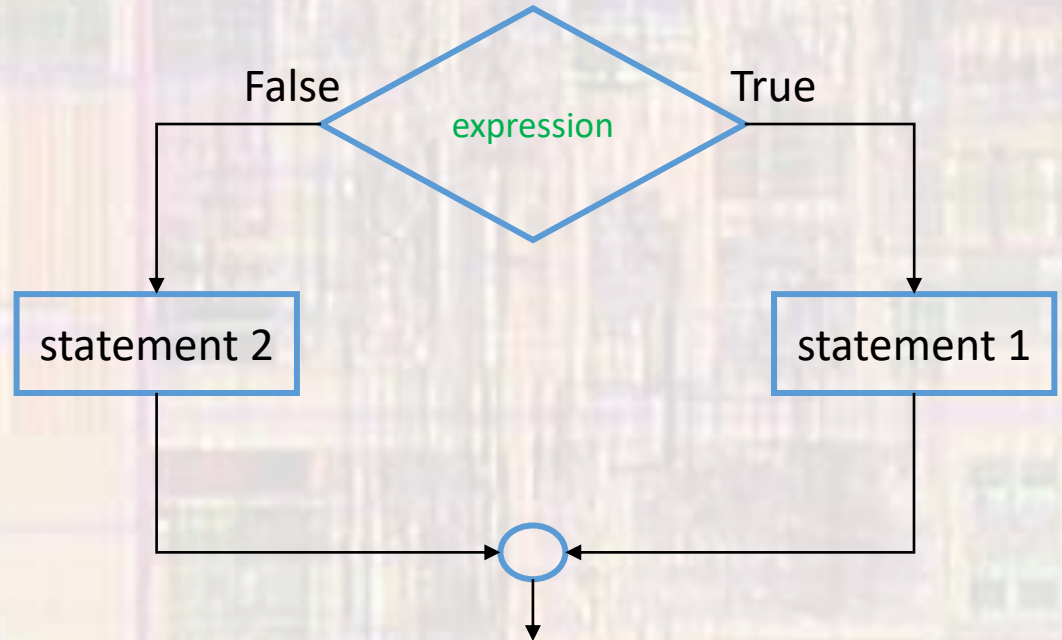 False
True
expression
statement 2
statement 1